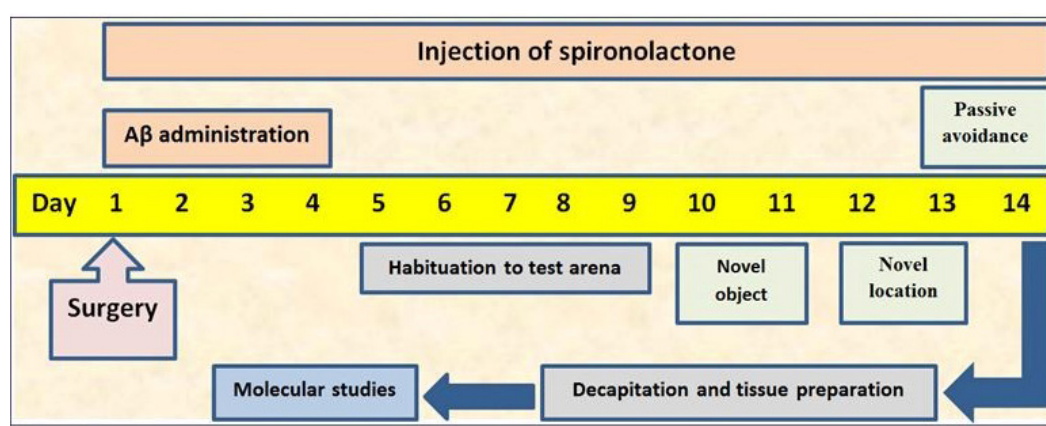 Injection of spironolactone
Aβ administration
Passive
avoidance
Day 1 2 3 4 5 6 7 8 9 10 11 12 13 14
Surgery
Habituation to test arena
Novel
object
Novel
location
Molecular studies
Decapitation and tissue preparation